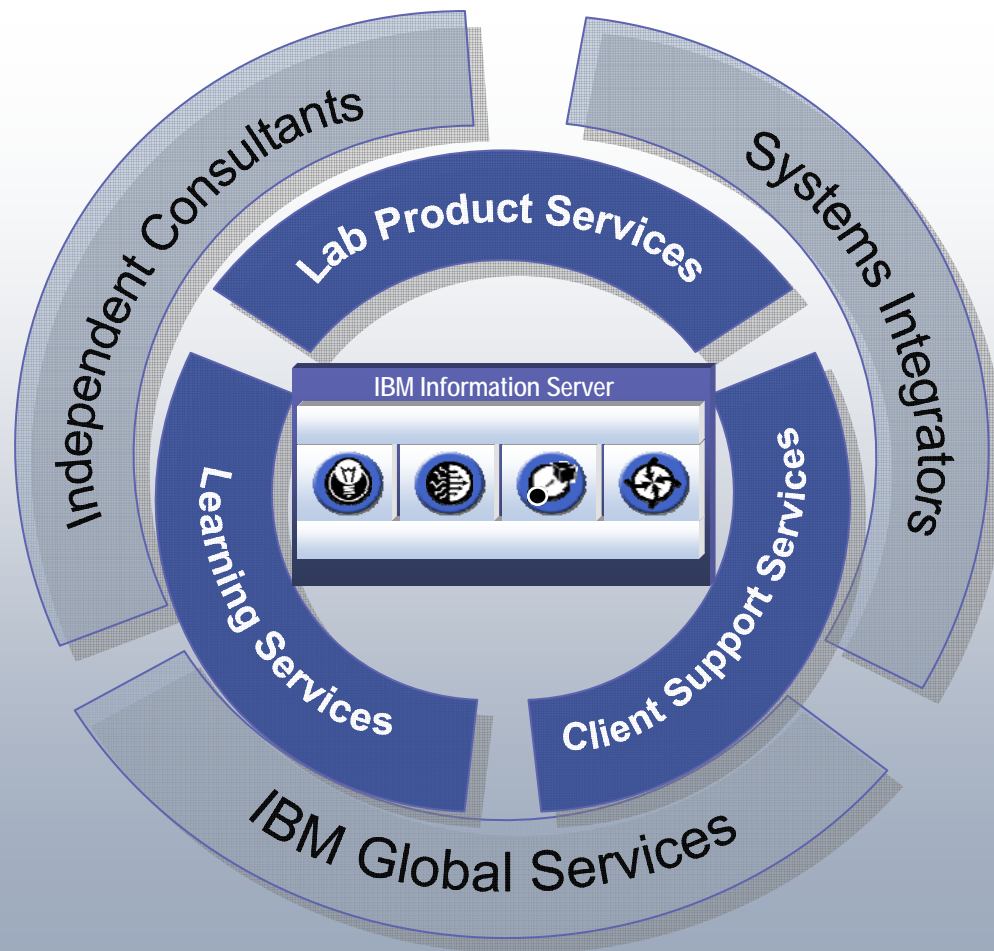 Independent Consultants
Systems Integrators
Lab Product Services
IBM Information Server
Learning Services
Client Support Services
IBM Global Services